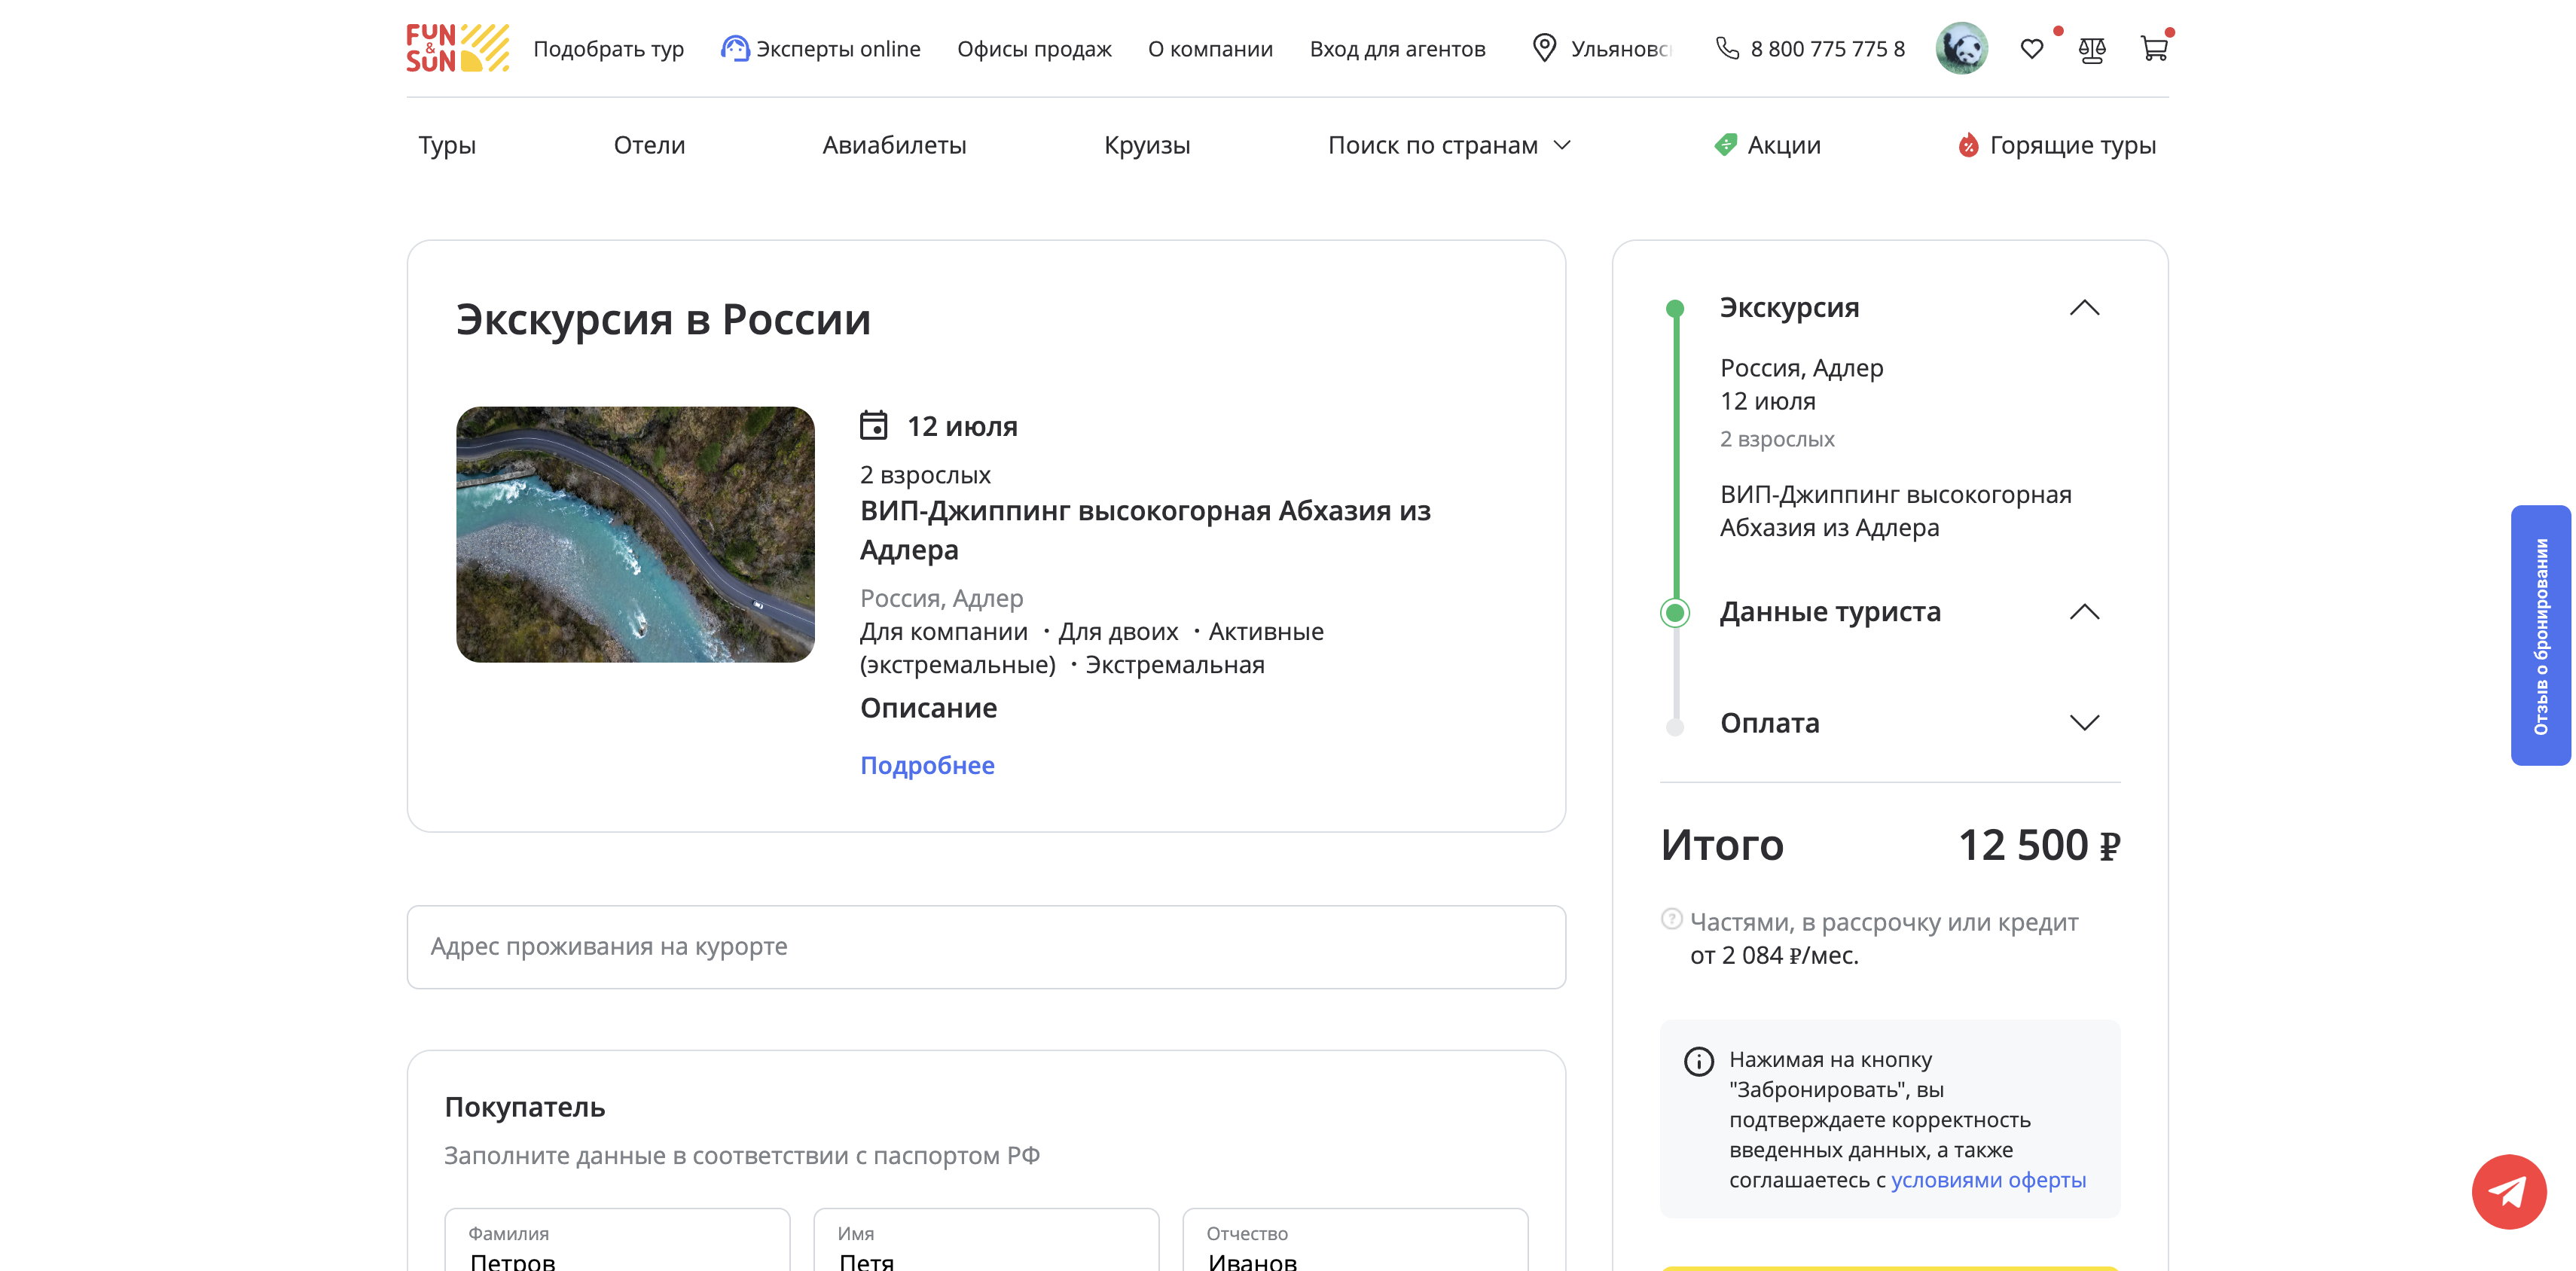 FUN & SUN
Подобрать тур
Эксперты online
Офисы продаж
О компании
Вход для агентов
8 800 775 775 8
Туры
Отели
Авиабилеты
Круизы
Поиск по странам
Акции
Горящие туры
Экскурсия в России
12 июля
2 взрослых
ВИП-Джиппинг высокогорная Абхазия из
Адлера
Россия, Адлер
Для компании · Для двоих · Активные
(экстремальные) · Экстремальная
Описание
Подробнее
Адрес проживания на курорте
Покупатель
Заполните данные в соответствии с паспортом РФ
Фамилия
Петров
Имя
Петя
Отчество
Иванов
Экскурсия
Россия, Адлер
12 июля
2 взрослых
ВИП-Джиппинг высокогорная
Абхазия из Адлера
Данные туриста
Оплата
Итого
12 500 ₽
Частями, в рассрочку или кредит
от 2 084 ₽/мес.
Нажимая на кнопку
"Забронировать", вы
подтверждаете корректность
введенных данных, а также
соглашаетесь с условиями оферты
Отзыв о бронировании